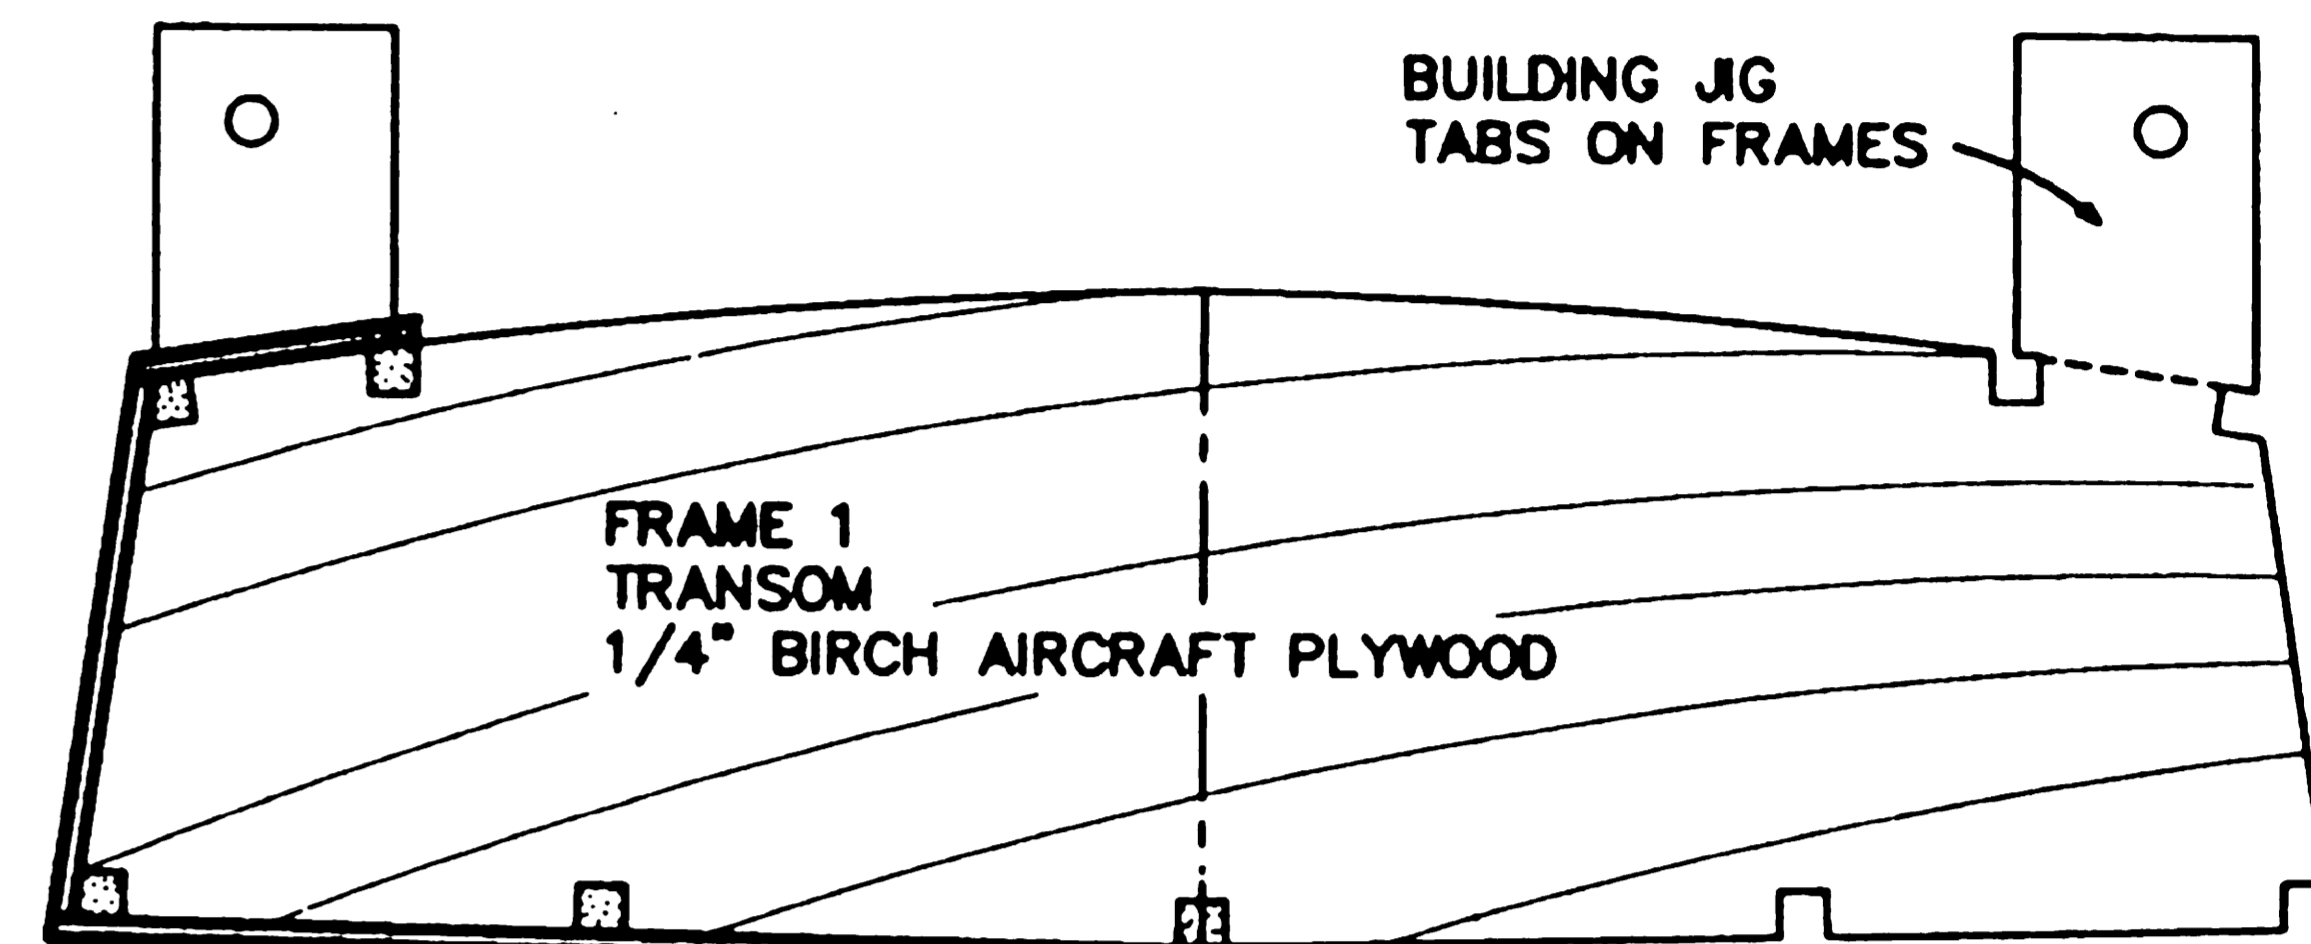 BUILDING JIG
TABS ON FRAMES
FRAME 1
TRANSOM
1/4" BIRCH AIRCRAFT PLYWOOD